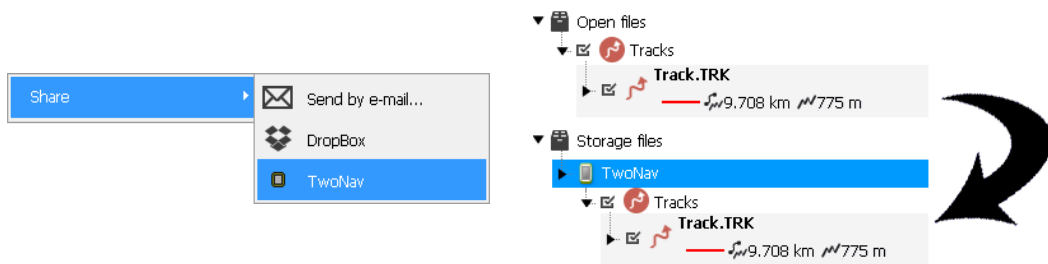 Share
Send by e-mail...
DropBox
TwoNav
Open files
Tracks
Track.TRK
9.708 km 775 m
Storage files
TwoNav
Tracks
Track.TRK
9.708 km 775 m